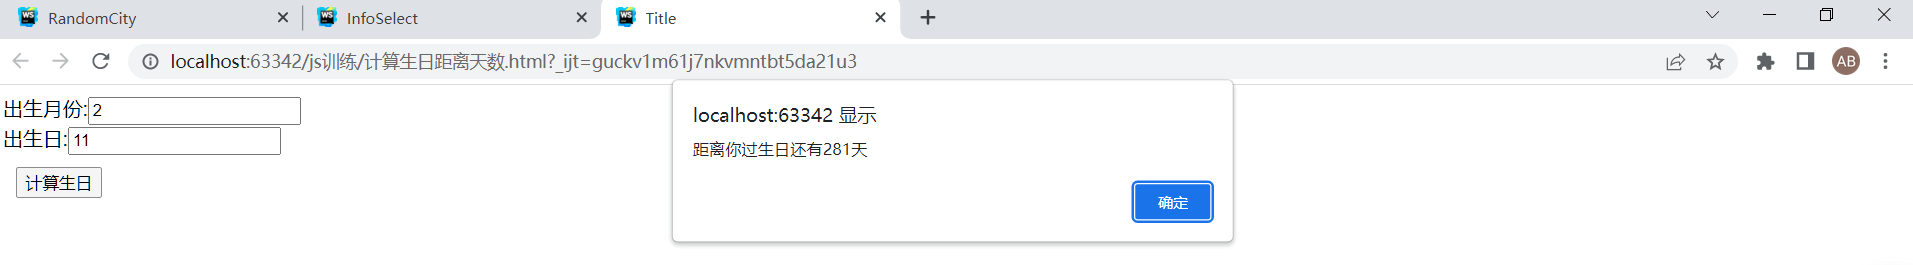 RandomCity
InfoSelect
Title
localhost:63342/js训练/计算生日距离天数.html?_ijt=guckv1m61j7nkvmntbt5da21u3
AB
出生月份:2
出生日:11
计算生日
localhost:63342 显示
距离你过生日还有281天
确定